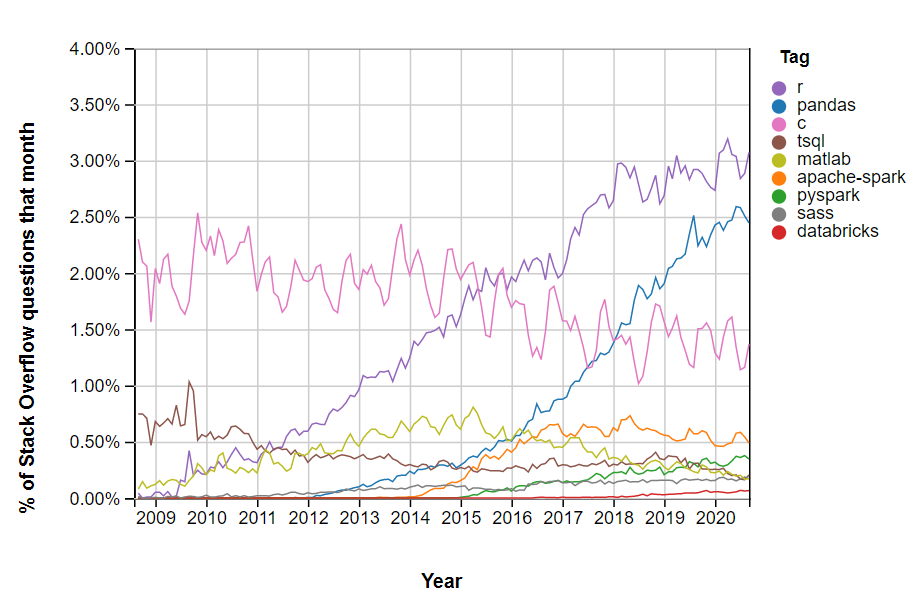 % of Stack Overflow questions that month
4.00%
3.50%
3.00%
2.50%
2.00%
1.50%
1.00%
0.50%
0.00%
2009 2010 2011 2012 2013 2014 2015 2016 2017 2018 2019 2020
Year
Tag
r
pandas
c
tsql
matlab
apache-spark
pyspark
sass
databricks